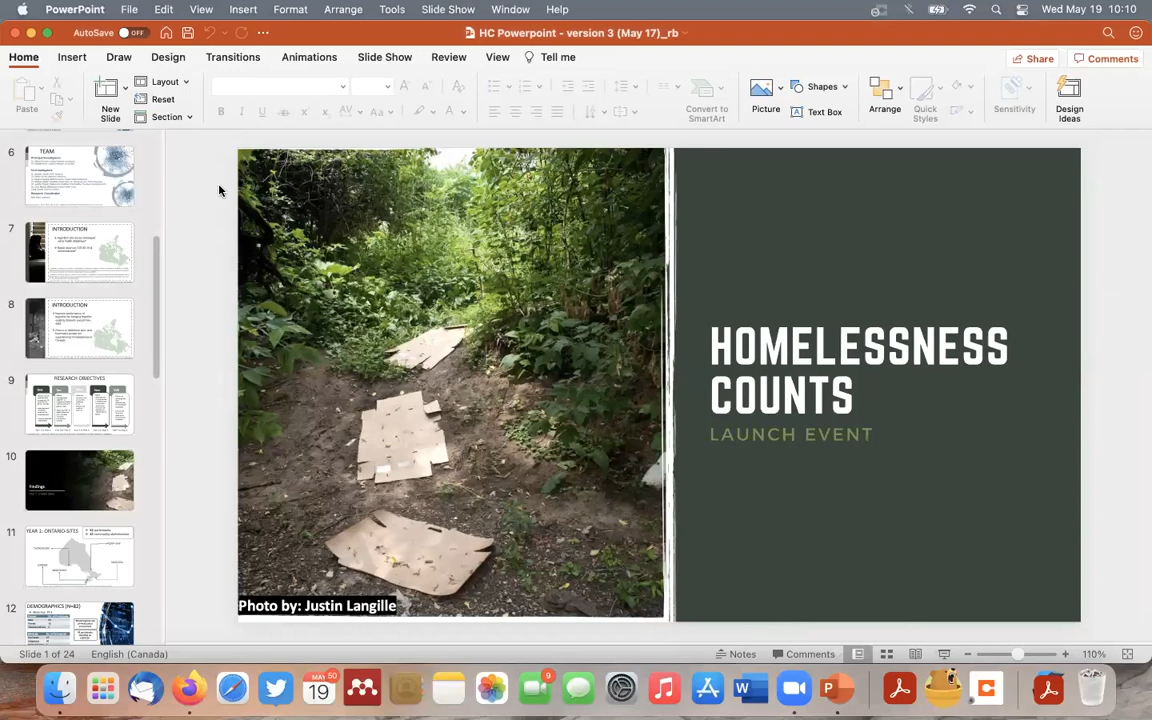 PowerPoint File Edit View Insert Format Arrange Tools Slide Show Window Help Wed May 19 10:10
AutoSave OFF HC Powerpoint - version 3 (May 17)_rb
Home Insert Draw Design Transitions Animations Slide Show Review View Tell me Share Comments
Paste
New Slide
Layout
Reset
Section
Convert to SmartArt
Picture
Shapes
Text Box
Arrange
Quick Styles
Sensitivity
Design Ideas
6
TEAM
7
INTRODUCTION
8
INTRODUCTION
9
RESEARCH OBJECTIVES
10
Findings
11
YEAR 1: ONTARIO-SITES
12
DEMOGRAPHICS (N=82)
HOMELESSNESS
COUNTS
LAUNCH EVENT
Photo by: Justin Langille
Slide 1 of 24 English (Canada) Notes Comments 110%
MAY 50
19
9